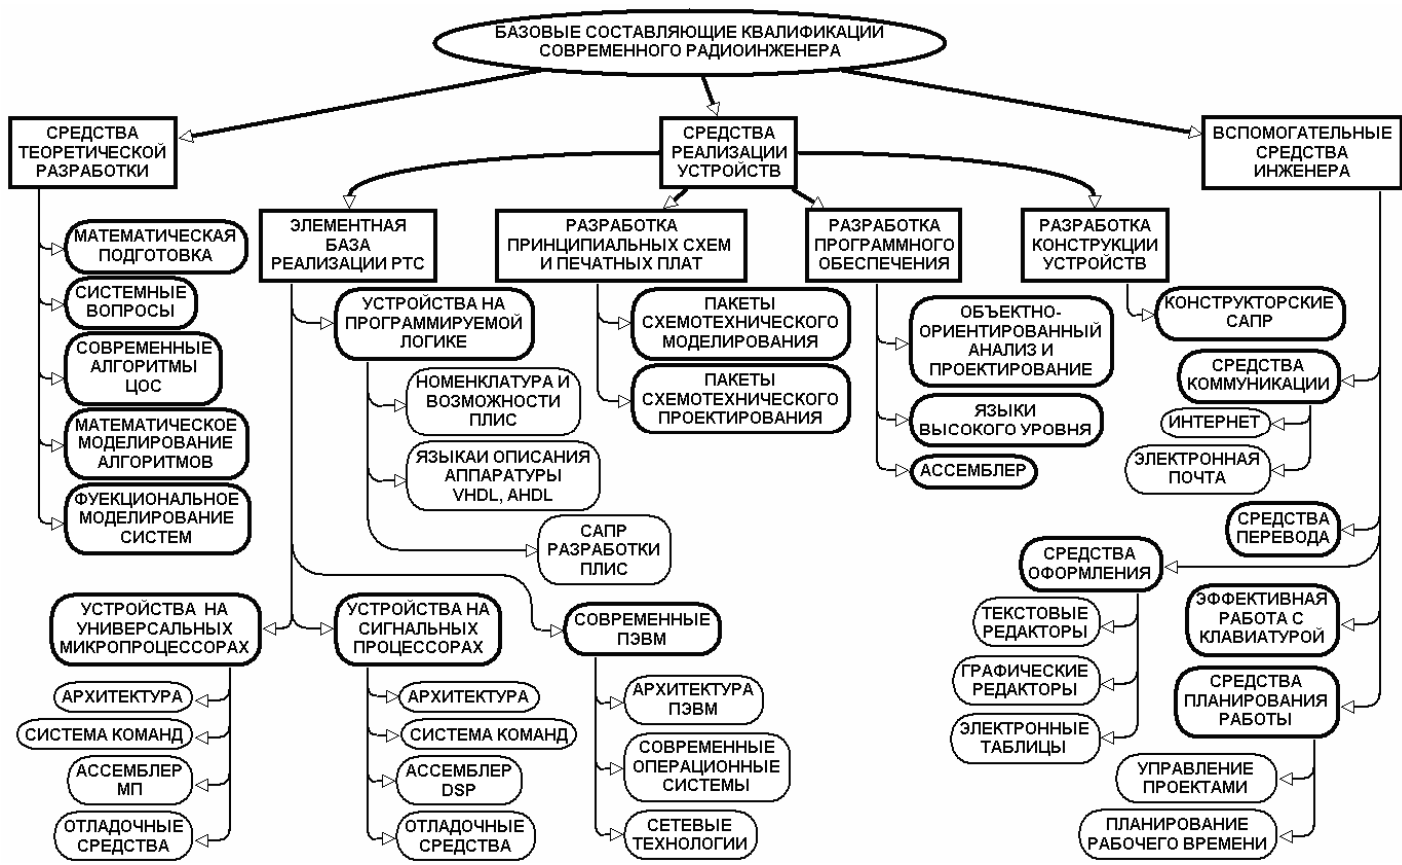 БАЗОВЫЕ СОСТАВЛЯЮЩИЕ КВАЛИФИКАЦИИ
СОВРЕМЕННОГО РАДИОИНЖЕНЕРА
СРЕДСТВА
ТЕОРЕТИЧЕСКОЙ
РАЗРАБОТКИ
МАТЕМАТИЧЕСКАЯ
ПОДГОТОВКА
СИСТЕМНЫЕ
ВОПРОСЫ
СОВРЕМЕННЫЕ
АЛГОРИТМЫ
ЦОС
МАТЕМАТИЧЕСКОЕ
МОДЕЛИРОВАНИЕ
АЛГОРИТМОВ
ФУЕКЦИОНАЛЬНОЕ
МОДЕЛИРОВАНИЕ
СИСТЕМ
СРЕДСТВА
РЕАЛИЗАЦИИ
УСТРОЙСТВ
ЭЛЕМЕНТНАЯ
БАЗА
РЕАЛИЗАЦИИ РТС
УСТРОЙСТВА НА
ПРОГРАММИРУЕМОЙ
ЛОГИКЕ
НОМЕНКЛАТУРА И
ВОЗМОЖНОСТИ
ПЛИС
ЯЗЫКАИ ОПИСАНИЯ
АППАРАТУРЫ
VHDL, AHDL
САПР
РАЗРАБОТКИ
ПЛИС
УСТРОЙСТВА НА
УНИВЕРСАЛЬНЫХ
МИКРОПРОЦЕССОРАХ
АРХИТЕКТУРА
СИСТЕМА КОМАНД
АССЕМБЛЕР
МП
ОТЛАДОЧНЫЕ
СРЕДСТВА
УСТРОЙСТВА НА
СИГНАЛЬНЫХ
ПРОЦЕССОРАХ
АРХИТЕКТУРА
СИСТЕМА КОМАНД
АССЕМБЛЕР
DSP
ОТЛАДОЧНЫЕ
СРЕДСТВА
СОВРЕМЕННЫЕ
ПЭВМ
АРХИТЕКТУРА
ПЭВМ
СОВРЕМЕННЫЕ
ОПЕРАЦИОННЫЕ
СИСТЕМЫ
СЕТЕВЫЕ
ТЕХНОЛОГИИ
РАЗРАБОТКА
ПРИНЦИПИАЛЬНЫХ СХЕМ
И ПЕЧАТНЫХ ПЛАТ
ПАКЕТЫ
СХЕМОТЕХНИЧЕСКОГО
МОДЕЛИРОВАНИЯ
ПАКЕТЫ
СХЕМОТЕХНИЧЕСКОГО
ПРОЕКТИРОВАНИЯ
РАЗРАБОТКА
ПРОГРАММНОГО
ОБЕСПЕЧЕНИЯ
ОБЪЕКТНО-
ОРИЕНТИРОВАННЫЙ
АНАЛИЗ И
ПРОЕКТИРОВАНИЕ
ЯЗЫКИ
ВЫСОКОГО УРОВНЯ
АССЕМБЛЕР
РАЗРАБОТКА
КОНСТРУКЦИИ
УСТРОЙСТВ
КОНСТРУКТОРСКИЕ
САПР
ВСПОМОГАТЕЛЬНЫЕ
СРЕДСТВА
ИНЖЕНЕРА
СРЕДСТВА
КОММУНИКАЦИИ
ИНТЕРНЕТ
ЭЛЕКТРОННАЯ
ПОЧТА
СРЕДСТВА
ПЕРЕВОДА
СРЕДСТВА
ОФОРМЛЕНИЯ
ТЕКСТОВЫЕ
РЕДАКТОРЫ
ГРАФИЧЕСКИЕ
РЕДАКТОРЫ
ЭЛЕКТРОННЫЕ
ТАБЛИЦЫ
ЭФФЕКТИВНАЯ
РАБОТА С
КЛАВИАТУРОЙ
СРЕДСТВА
ПЛАНИРОВАНИЯ
РАБОТЫ
УПРАВЛЕНИЕ
ПРОЕКТАМИ
ПЛАНИРОВАНИЕ
РАБОЧЕГО ВРЕМЕНИ